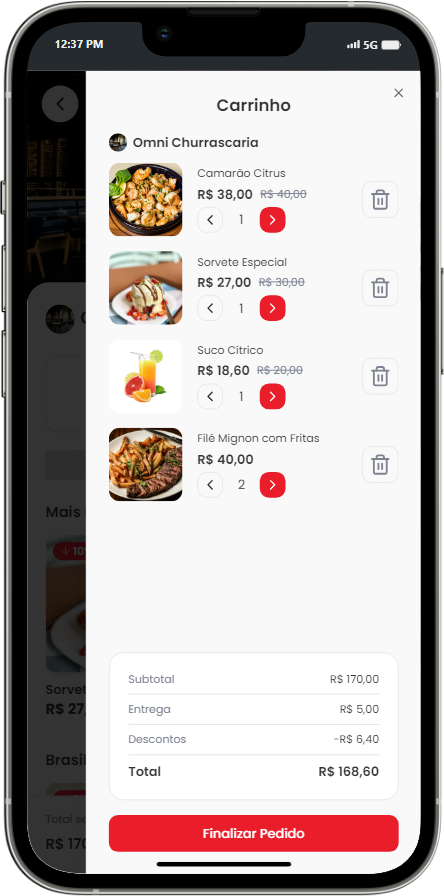 12:37 PM
5G
Carrinho
Omni Churrascaria
Camarão Citrus
R$ 38,00 R$ 40,00
1
Sorvete Especial
R$ 27,00 R$ 30,00
1
Suco Cítrico
R$ 18,60 R$ 20,00
1
Filé Mignon com Fritas
R$ 40,00
2
Mais
10
Sorvet
R$ 27,
Brasil
Total se
R$ 170
Subtotal R$ 170,00
Entrega R$ 5,00
Descontos -R$ 6,40
Total R$ 168,60
Finalizar Pedido